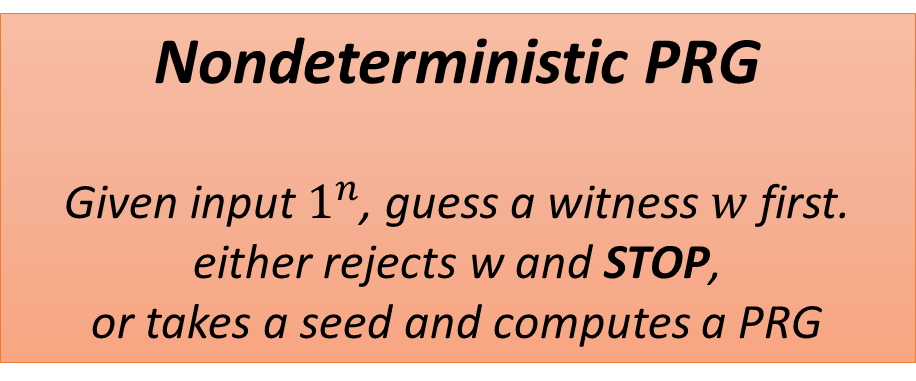 Nondeterministic PRG
Given input 1ⁿ, guess a witness w first.
either rejects w and STOP,
or takes a seed and computes a PRG